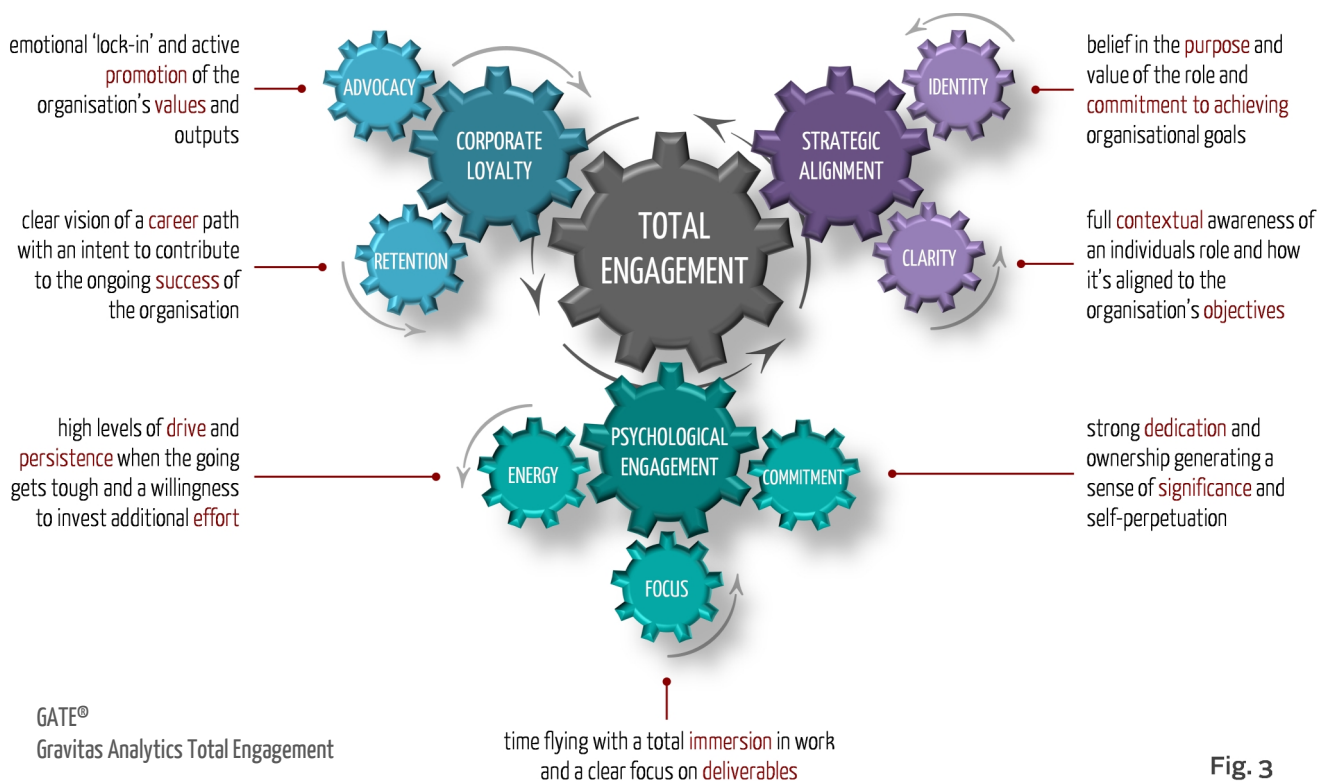 emotional ‘lock-in’ and active
promotion of the
organisation’s values and
outputs
ADVOCACY
CORPORATE
LOYALTY
clear vision of a career path
with an intent to contribute
to the ongoing success of
the organisation
RETENTION
TOTAL
ENGAGEMENT
STRATEGIC
ALIGNMENT
IDENTITY
belief in the purpose and
value of the role and
commitment to achieving
organisational goals
CLARITY
full contextual awareness of
an individuals role and how
it’s aligned to the
organisation’s objectives
high levels of drive and
persistence when the going
gets tough and a willingness
to invest additional effort
ENERGY
PSYCHOLOGICAL
ENGAGEMENT
COMMITMENT
strong dedication and
ownership generating a
sense of significance and
self-perpetuation
FOCUS
time flying with a total immersion in work
and a clear focus on deliverables
GATE®
Gravitas Analytics Total Engagement
Fig. 3